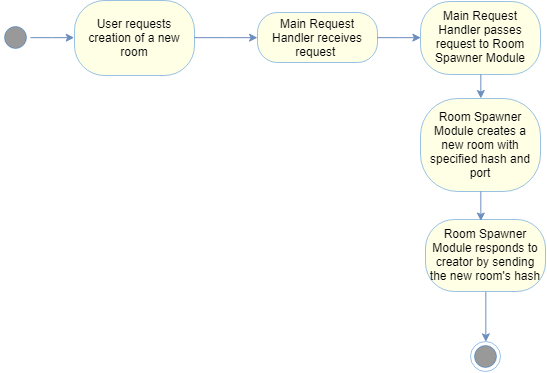 User requests
creation of a new
room
Main Request
Handler receives
request
Main Request
Handler passes
request to Room
Spawner Module
Room Spawner
Module creates a
new room with
specified hash and
port
Room Spawner
Module responds to
creator by sending
the new room's hash